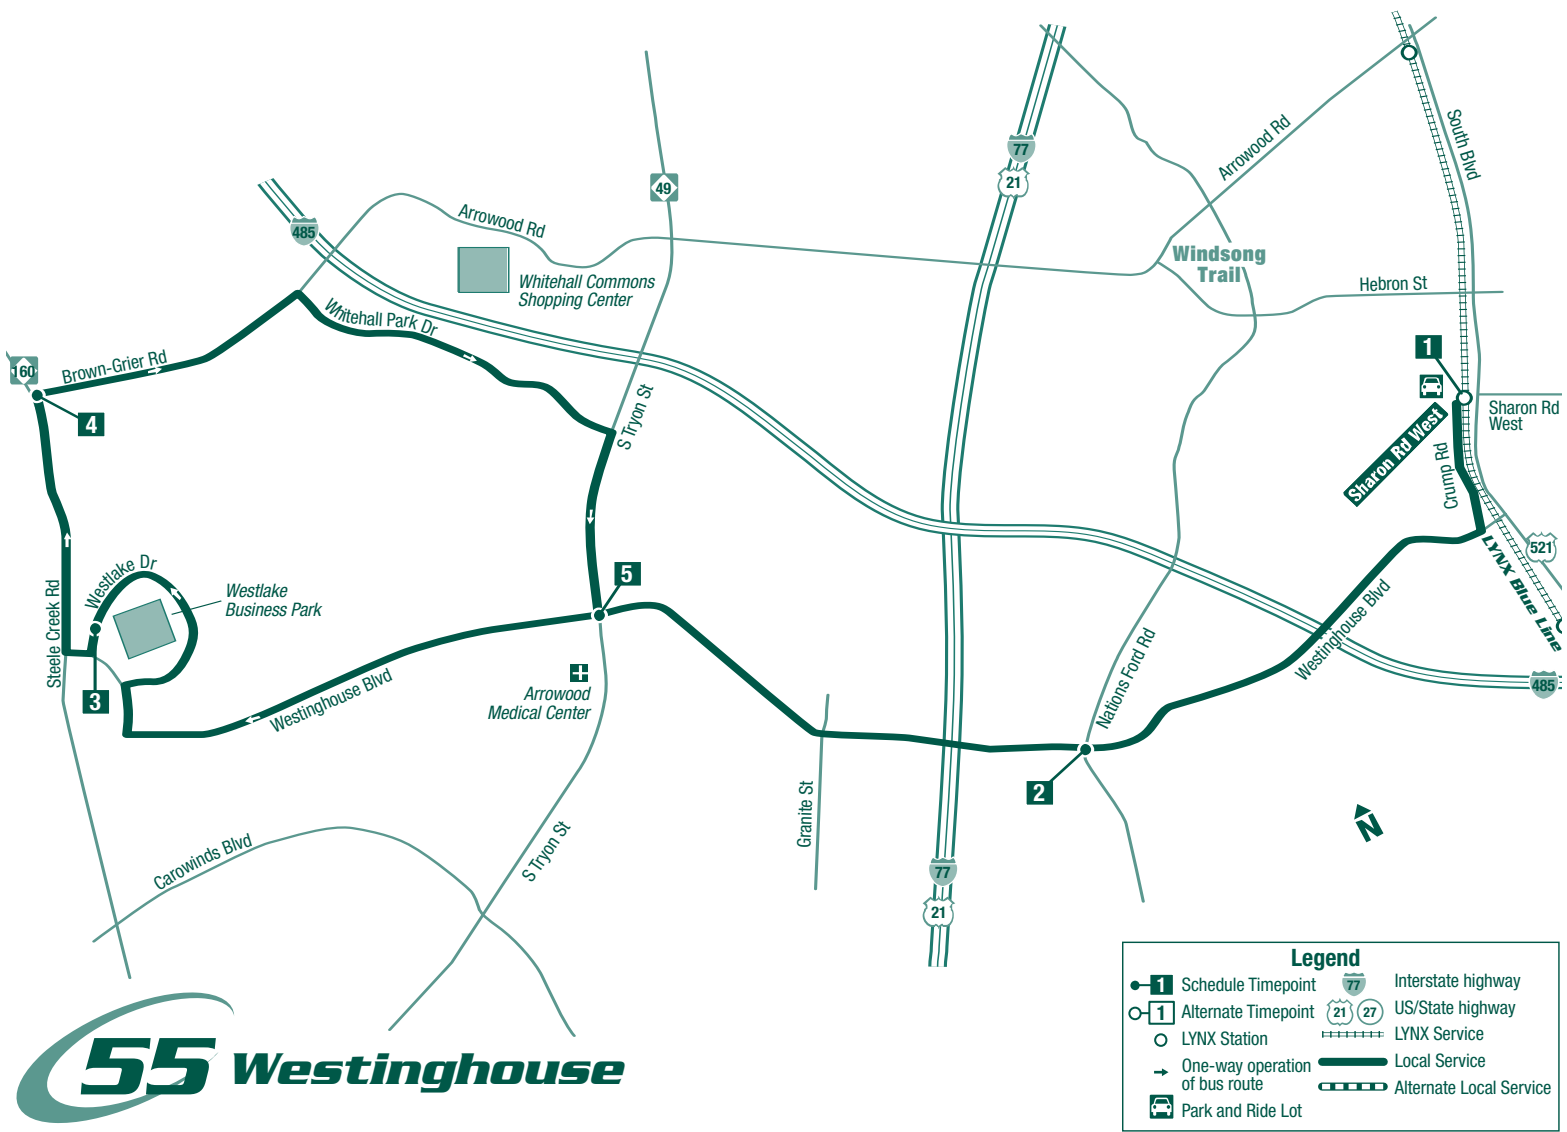 77
21
Arrowood Rd
South Blvd
49
485
Arrowood Rd
Whitehall Commons
Shopping Center
Windsong
Trail
Hebron St
Whitehall Park Dr
160
Brown-Grier Rd
4
1
S Tryon St
Sharon Rd West
Crump Rd
Sharon Rd
West
521
LYNX Blue Line
Westlake Dr
Westlake
Business Park
5
Steele Creek Rd
3
Westinghouse Blvd
Arrowood
Medical Center
Nations Ford Rd
Westinghouse Blvd
485
2
Granite St
N
Carowinds Blvd
S Tryon St
77
21
55 Westinghouse
Legend
1 Schedule Timepoint
77 Interstate highway
1 Alternate Timepoint
21 27 US/State highway
LYNX Station
LYNX Service
One-way operation
of bus route
Local Service
Alternate Local Service
Park and Ride Lot